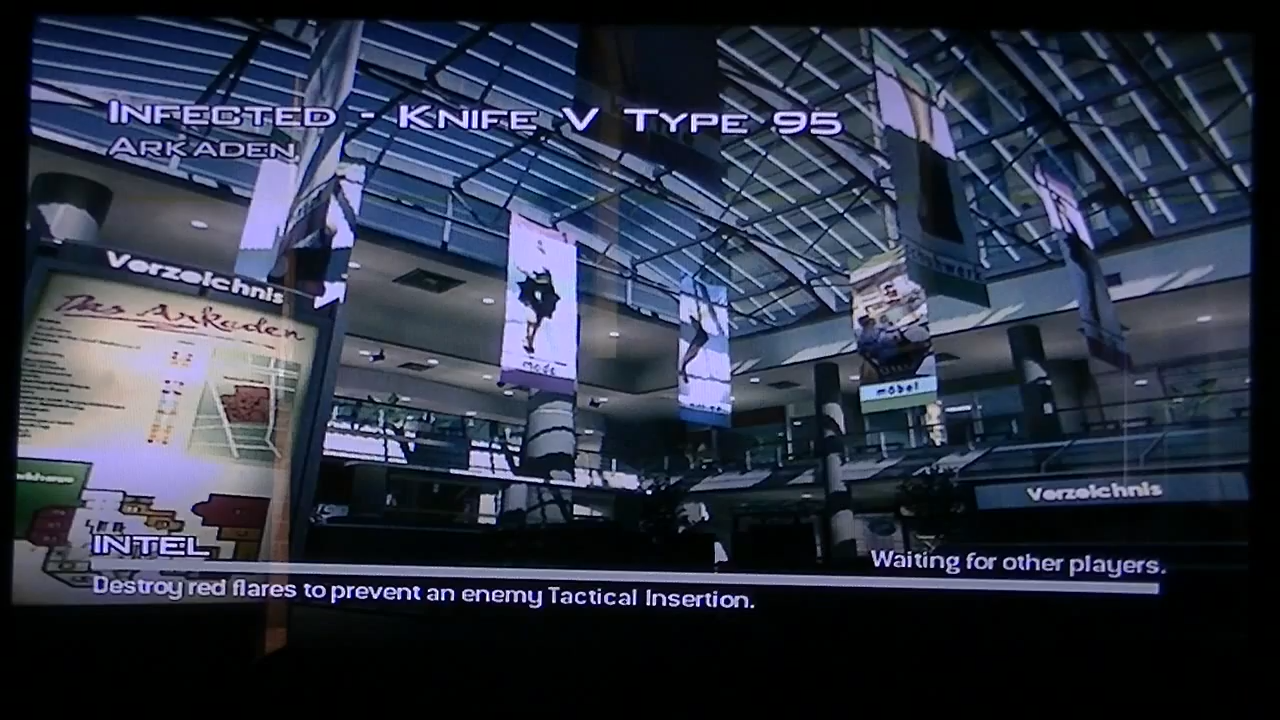 INFECTED - KNIFE V TYPE 95
ARKADEN
Verzeichnis
Das Arkaden
mode
möbel
Verzeichnis
INTEL
Waiting for other players.
Destroy red flares to prevent an enemy Tactical Insertion.